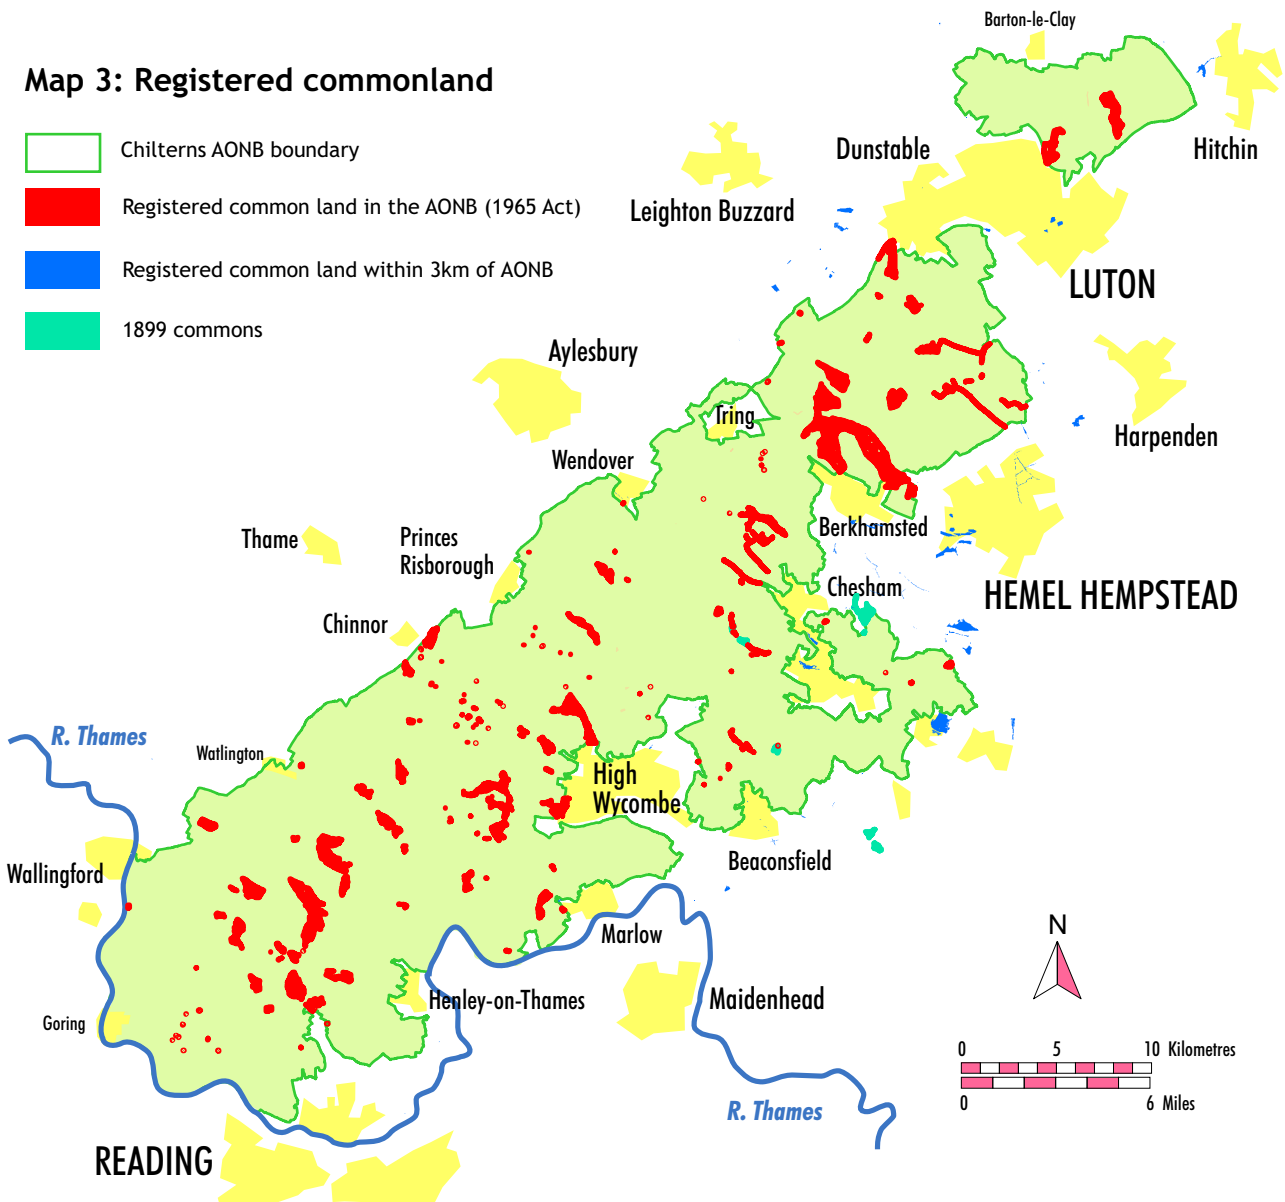 Barton-le-Clay
Map 3: Registered commonland
Chilterns AONB boundary
Dunstable
Hitchin
Registered common land in the AONB (1965 Act)
Leighton Buzzard
Registered common land within 3km of AONB
LUTON
1899 commons
Aylesbury
Tring
Harpenden
Wendover
Berkhamsted
Thame
Princes
Risborough
Chesham
HEMEL HEMPSTEAD
Chinnor
R. Thames
Watlington
High
Wycombe
Beaconsfield
Wallingford
N
Marlow
Henley-on-Thames
Maidenhead
Goring
0 5 10 Kilometres
0 6 Miles
R. Thames
READING